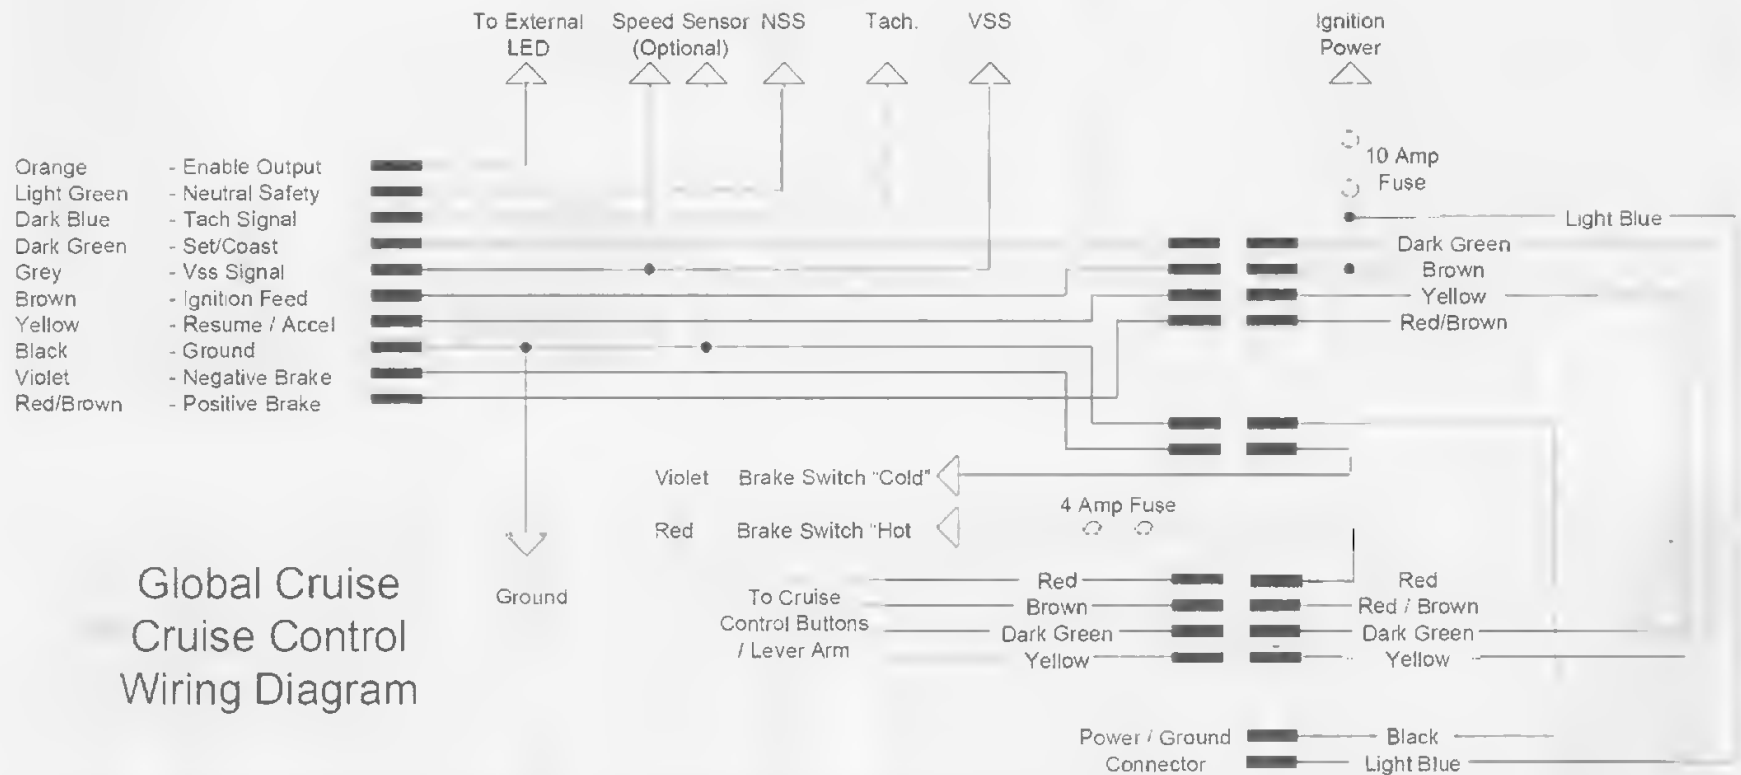 To External Speed Sensor NSS Tach. VSS Ignition
LED (Optional) Power
10 Amp
Fuse
Orange - Enable Output
Light Green - Neutral Safety
Dark Blue - Tach Signal
Dark Green - Set/Coast
Grey - Vss Signal
Brown - Ignition Feed
Yellow - Resume / Accel
Black - Ground
Violet - Negative Brake
Red/Brown - Positive Brake
Light Blue
Dark Green
Brown
Yellow
Red/Brown
Violet Brake Switch "Cold"
4 Amp Fuse
Red Brake Switch "Hot
Ground
To Cruise
Control Buttons
/ Lever Arm
Red
Brown
Dark Green
Yellow
Red
Red / Brown
Dark Green
Yellow
Global Cruise
Cruise Control
Wiring Diagram
Power / Ground
Connector
Black
Light Blue